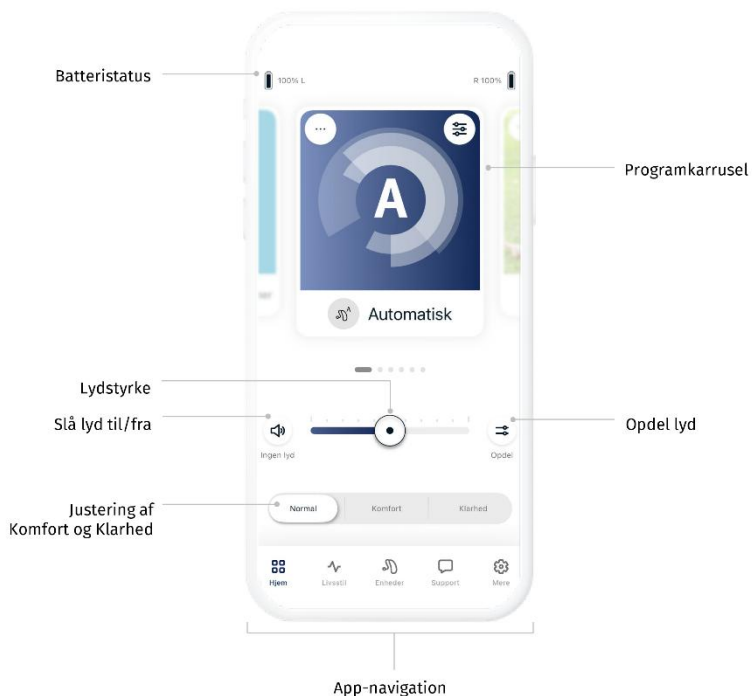 Batteristatus
100% L
R 100%
...
A
Programkarrusel
A
Automatisk
Lydstyrke
Slå lyd til/fra
Opdel lyd
Ingen lyd
Opdel
Justering af
Komfort og Klarhed
Normal
Komfort
Klarhed
Hjem
Livsstil
Enheder
Support
Mere
App-navigation